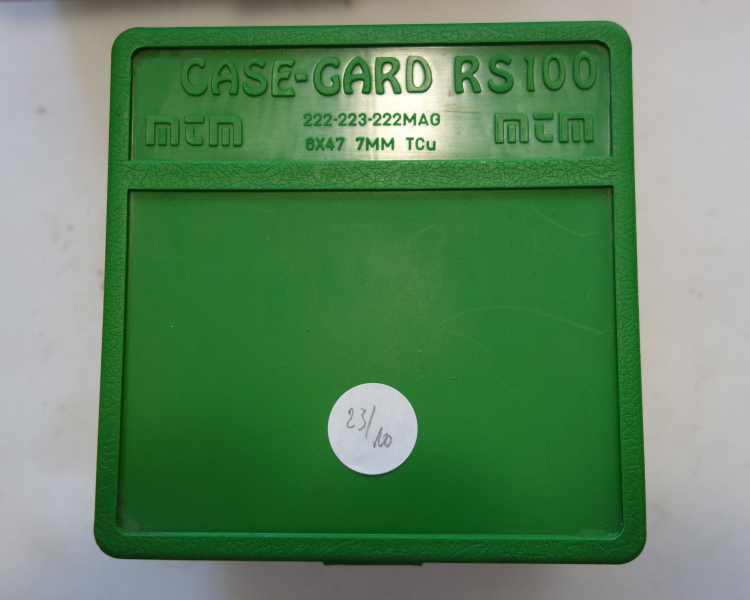 CASE-GARD RS100
MTM 222-223-222MAG MTM
6X47 7MM TCu
23/10